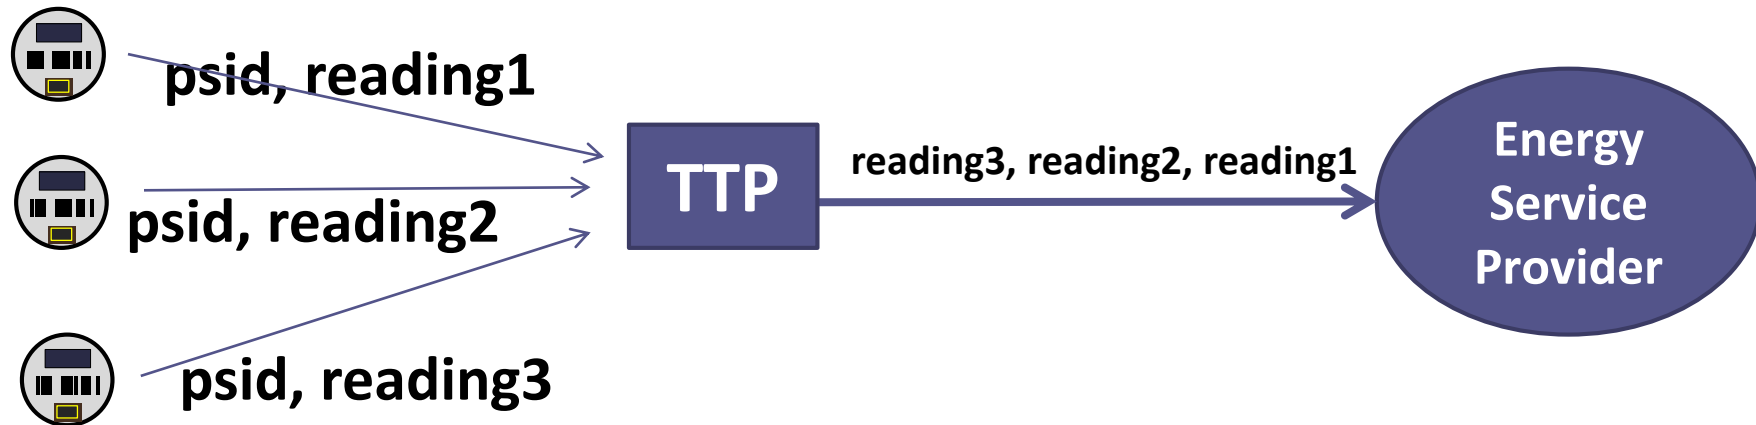 psid, reading1
psid, reading2
psid, reading3
TTP
reading3, reading2, reading1
Energy
Service
Provider